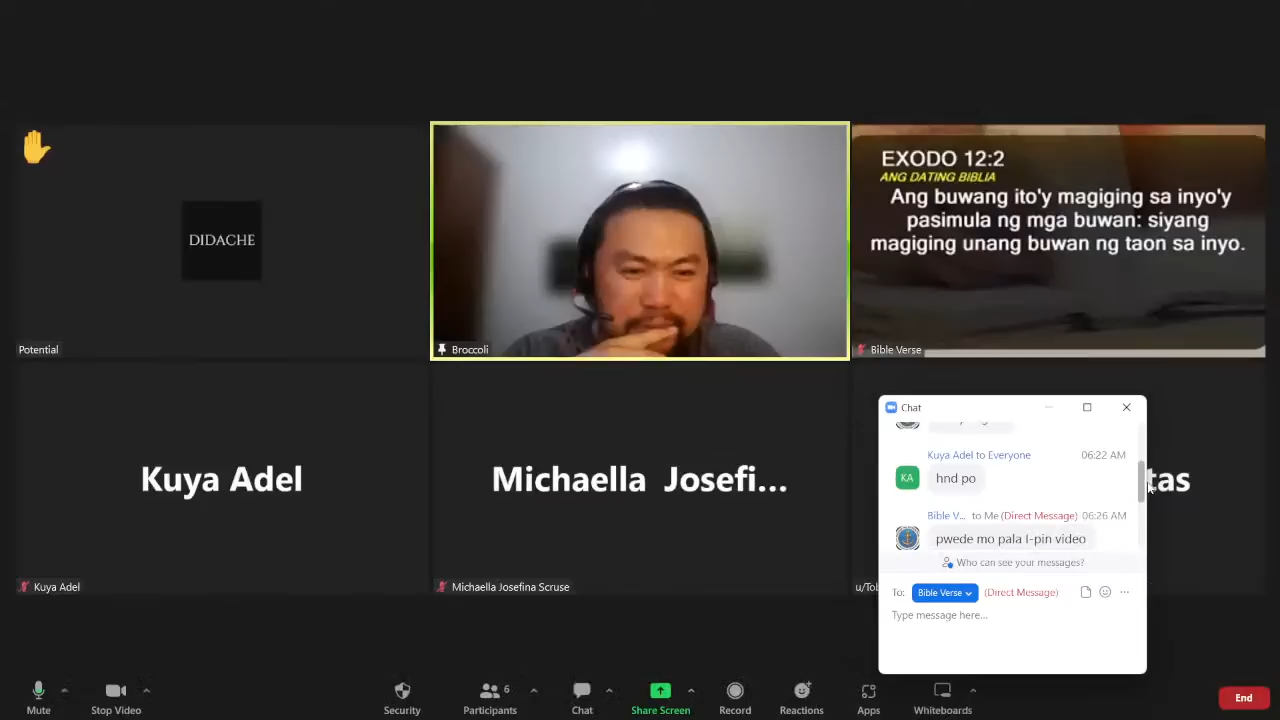 DIDACHE
Potential
Broccoli
EXODO 12:2
ANG DATING BIBLIA
Ang buwang ito'y magiging sa inyo'y
pasimula ng mga buwan: siyang
magiging unang buwan ng taon sa inyo.
Bible Verse
Kuya Adel
Kuya Adel
Michaella Josefi...
Michaella Josefina Scruse
tas
Chat
Kuya Adel to Everyone 06:22 AM
KA
hnd po
Bible V... to Me (Direct Message) 06:26 AM
pwede mo pala I-pin video
Who can see your messages?
To: Bible Verse (Direct Message)
Type message here...
Mute
Stop Video
Security
Participants 6
Chat
Share Screen
Record
Reactions
Apps
Whiteboards
End